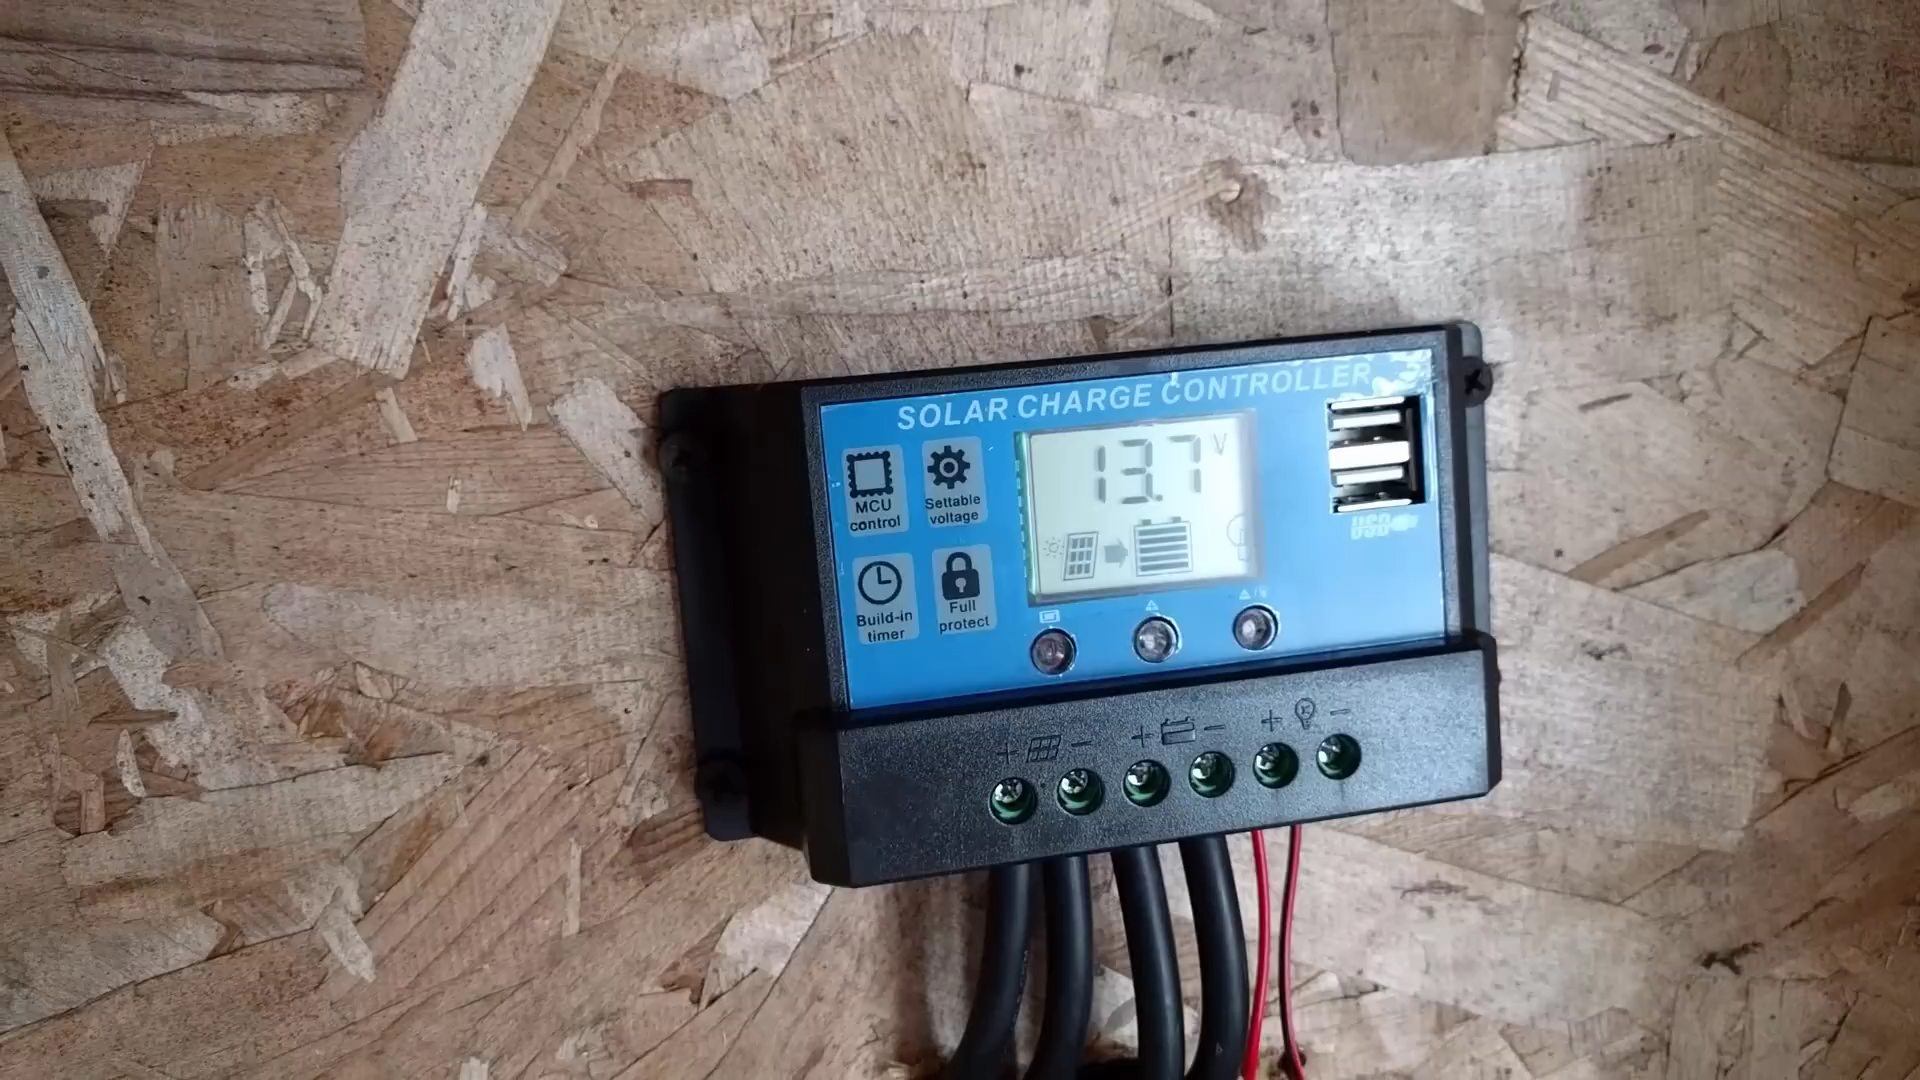 SOLAR CHARGE CONTROLLER
MCU
control
Settable
voltage
13.7 V
Build-in
timer
Full
protect
USB
+ -
+ -
+ -